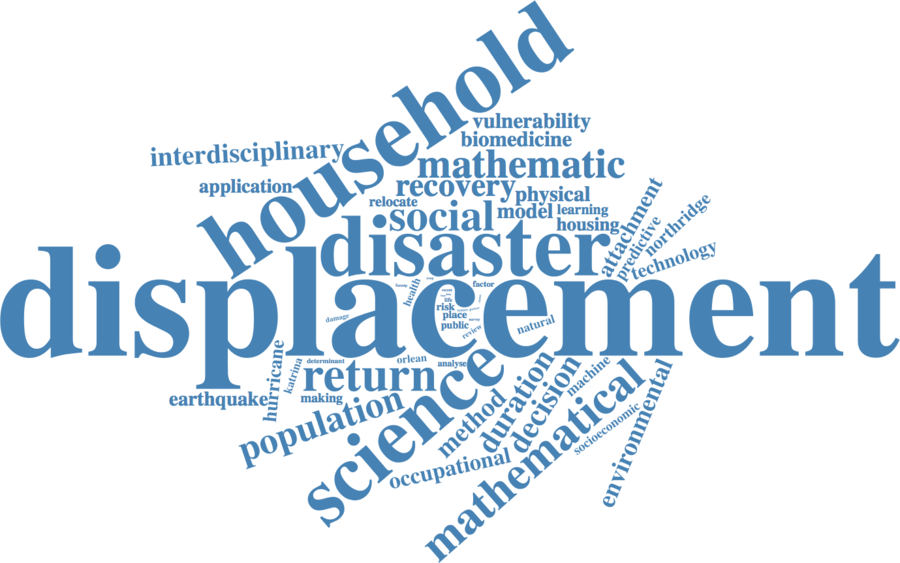 household
vulnerability
biomedicine
interdisciplinary
mathematic
application
recovery
physical
relocate
social
model
learning
housing
attachment
predictive
northridge
technology
disaster
displacement
health
factor
life
risk
place
public
review
damage
natural
determinant
orlean
analyse
return
making
katrina
hurricane
earthquake
population
science
method
duration
decision
machine
occupational
mathematical
socioeconomic
environmental